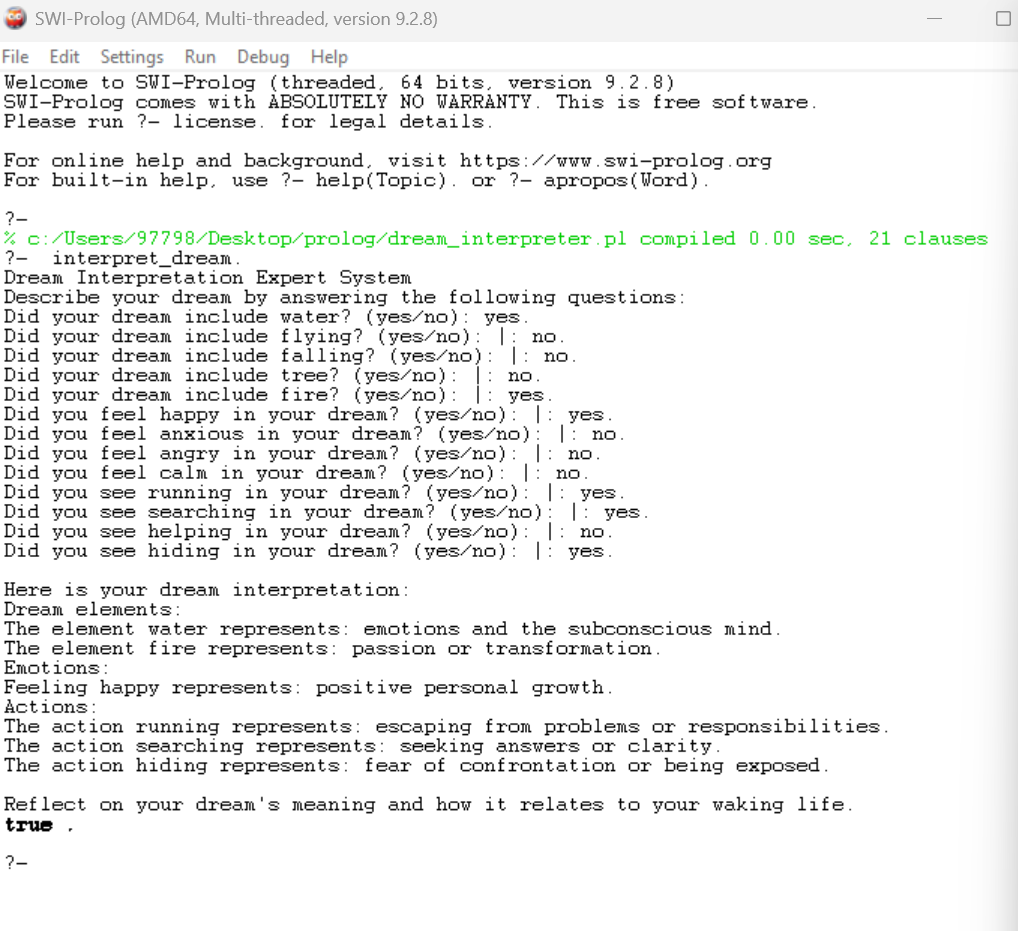 SWI-Prolog (AMD64, Multi-threaded, version 9.2.8)
File Edit Settings Run Debug Help
Welcome to SWI-Prolog (threaded, 64 bits, version 9.2.8)
SWI-Prolog comes with ABSOLUTELY NO WARRANTY. This is free software.
Please run ?- license. for legal details.
For online help and background, visit https://www.swi-prolog.org
For built-in help, use ?- help(Topic). or ?- apropos(Word).
?-
% c:/Users/97798/Desktop/prolog/dream_interpreter.pl compiled 0.00 sec, 21 clauses
?- interpret_dream.
Dream Interpretation Expert System
Describe your dream by answering the following questions:
Did your dream include water? (yes/no): yes.
Did your dream include flying? (yes/no): |: no.
Did your dream include falling? (yes/no): |: no.
Did your dream include tree? (yes/no): |: no.
Did your dream include fire? (yes/no): |: yes.
Did you feel happy in your dream? (yes/no): |: yes.
Did you feel anxious in your dream? (yes/no): |: no.
Did you feel angry in your dream? (yes/no): |: no.
Did you feel calm in your dream? (yes/no): |: no.
Did you see running in your dream? (yes/no): |: yes.
Did you see searching in your dream? (yes/no): |: yes.
Did you see helping in your dream? (yes/no): |: no.
Did you see hiding in your dream? (yes/no): |: yes.
Here is your dream interpretation:
Dream elements:
The element water represents: emotions and the subconscious mind.
The element fire represents: passion or transformation.
Emotions:
Feeling happy represents: positive personal growth.
Actions:
The action running represents: escaping from problems or responsibilities.
The action searching represents: seeking answers or clarity.
The action hiding represents: fear of confrontation or being exposed.
Reflect on your dream's meaning and how it relates to your waking life.
true .
?-